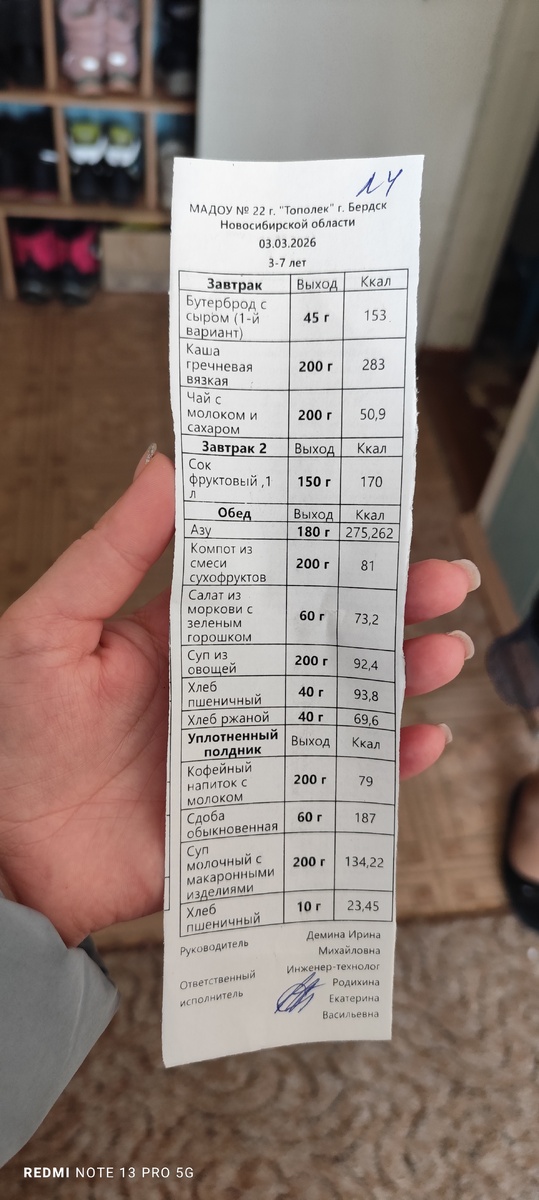 14
МАДОУ № 22 г. "Тополек" г. Бердск
Новосибирской области
03.03.2026
3-7 лет
Завтрак Выход Ккал
Бутерброд с
сыром (1-й 45 г 153
вариант)
Каша
гречневая 200 г 283
вязкая
Чай с
молоком и 200 г 50,9
сахаром
Завтрак 2 Выход Ккал
Сок
фруктовый ,1 150 г 170
л
Обед Выход Ккал
Азу 180 г 275,262
Компот из
смеси 200 г 81
сухофруктов
Салат из
моркови с 60 г 73,2
зеленым
горошком
Суп из 200 г 92,4
овощей
Хлеб 40 г 93,8
пшеничный
Хлеб ржаной 40 г 69,6
Уплотненный Выход Ккал
полдник
Кофейный
напиток с 200 г 79
молоком
Сдоба 60 г 187
обыкновенная
Суп
молочный с 200 г 134,22
макаронными
изделиями
Хлеб 10 г 23,45
пшеничный
Руководитель Демина Ирина
Михайловна
Инженер-технолог
Ответственный Родихина
исполнитель Екатерина
Васильевна
REDMI NOTE 13 PRO 5G